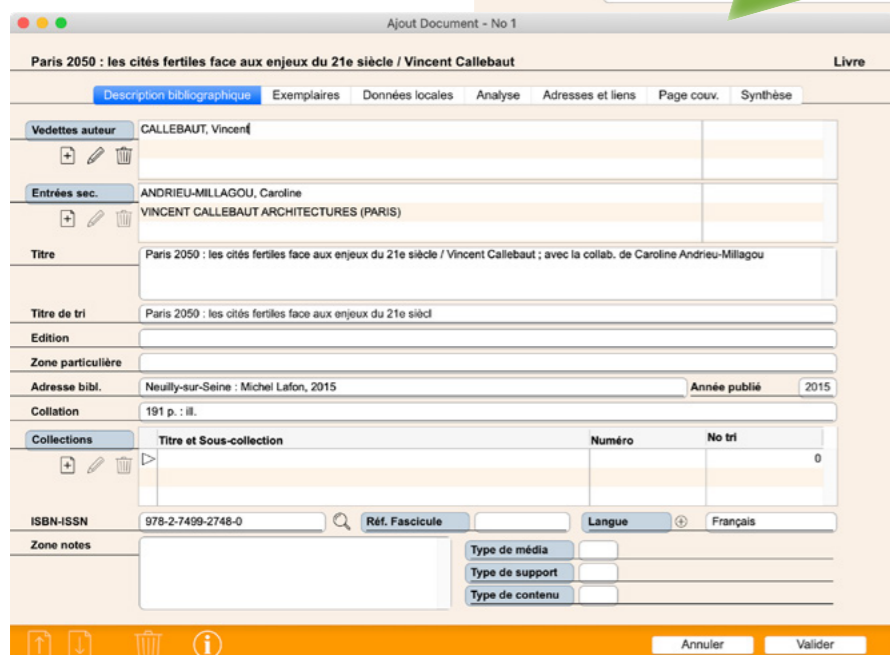 Ajout Document - No 1
Paris 2050 : les cités fertiles face aux enjeux du 21e siècle / Vincent Callebaut Livre
Description bibliographique Exemplaires Données locales Analyse Adresses et liens Page couv. Synthèse
Vedettes auteur CALLEBAUT, Vincent
Entrées sec. ANDRIEU-MILLAGOU, Caroline
VINCENT CALLEBAUT ARCHITECTURES (PARIS)
Titre Paris 2050 : les cités fertiles face aux enjeux du 21e siècle / Vincent Callebaut ; avec la collab. de Caroline Andrieu-Millagou
Titre de tri Paris 2050 : les cités fertiles face aux enjeux du 21e siècl
Edition
Zone particulière
Adresse bibl. Neuilly-sur-Seine : Michel Lafon, 2015 Année publié 2015
Collation 191 p. : ill.
Collections Titre et Sous-collection Numéro No tri
0
ISBN-ISSN 978-2-7499-2748-0 Réf. Fascicule Langue Français
Zone notes Type de média
Type de support
Type de contenu
Annuler Valider